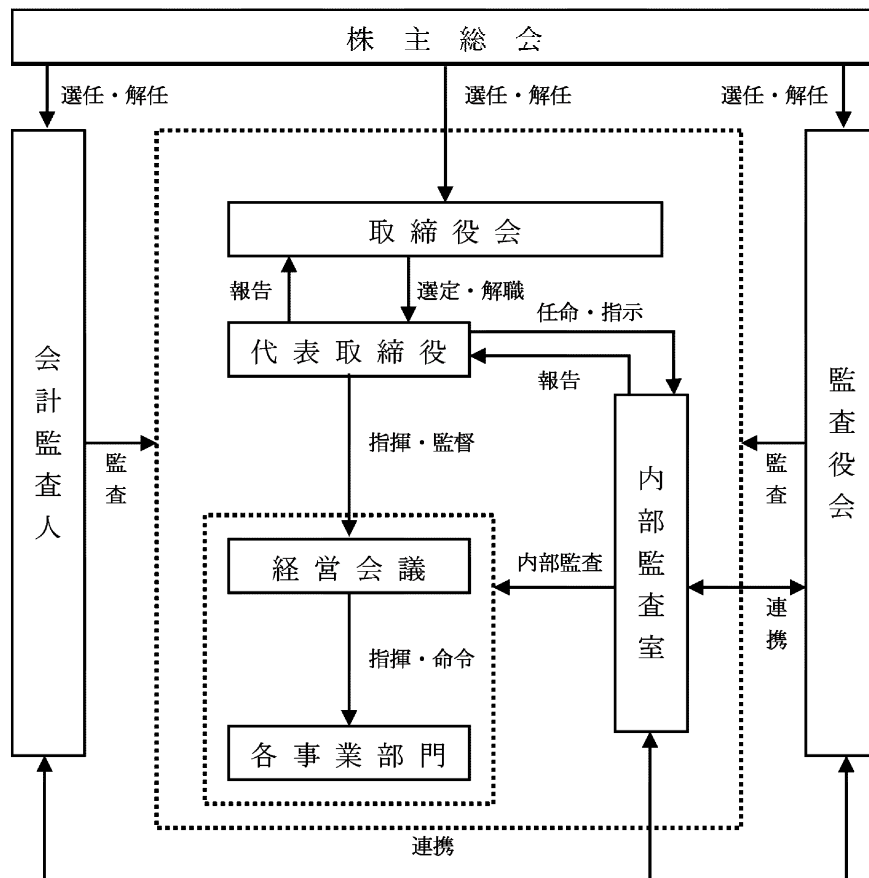 株主総会
選任・解任
選任・解任
選任・解任
取締役会
報告
選定・解職
任命・指示
代表取締役
報告
会計監査人
監査役会
指揮・監督
監査
監査
内部監査室
経営会議
内部監査
連携
指揮・命令
各事業部門
連携